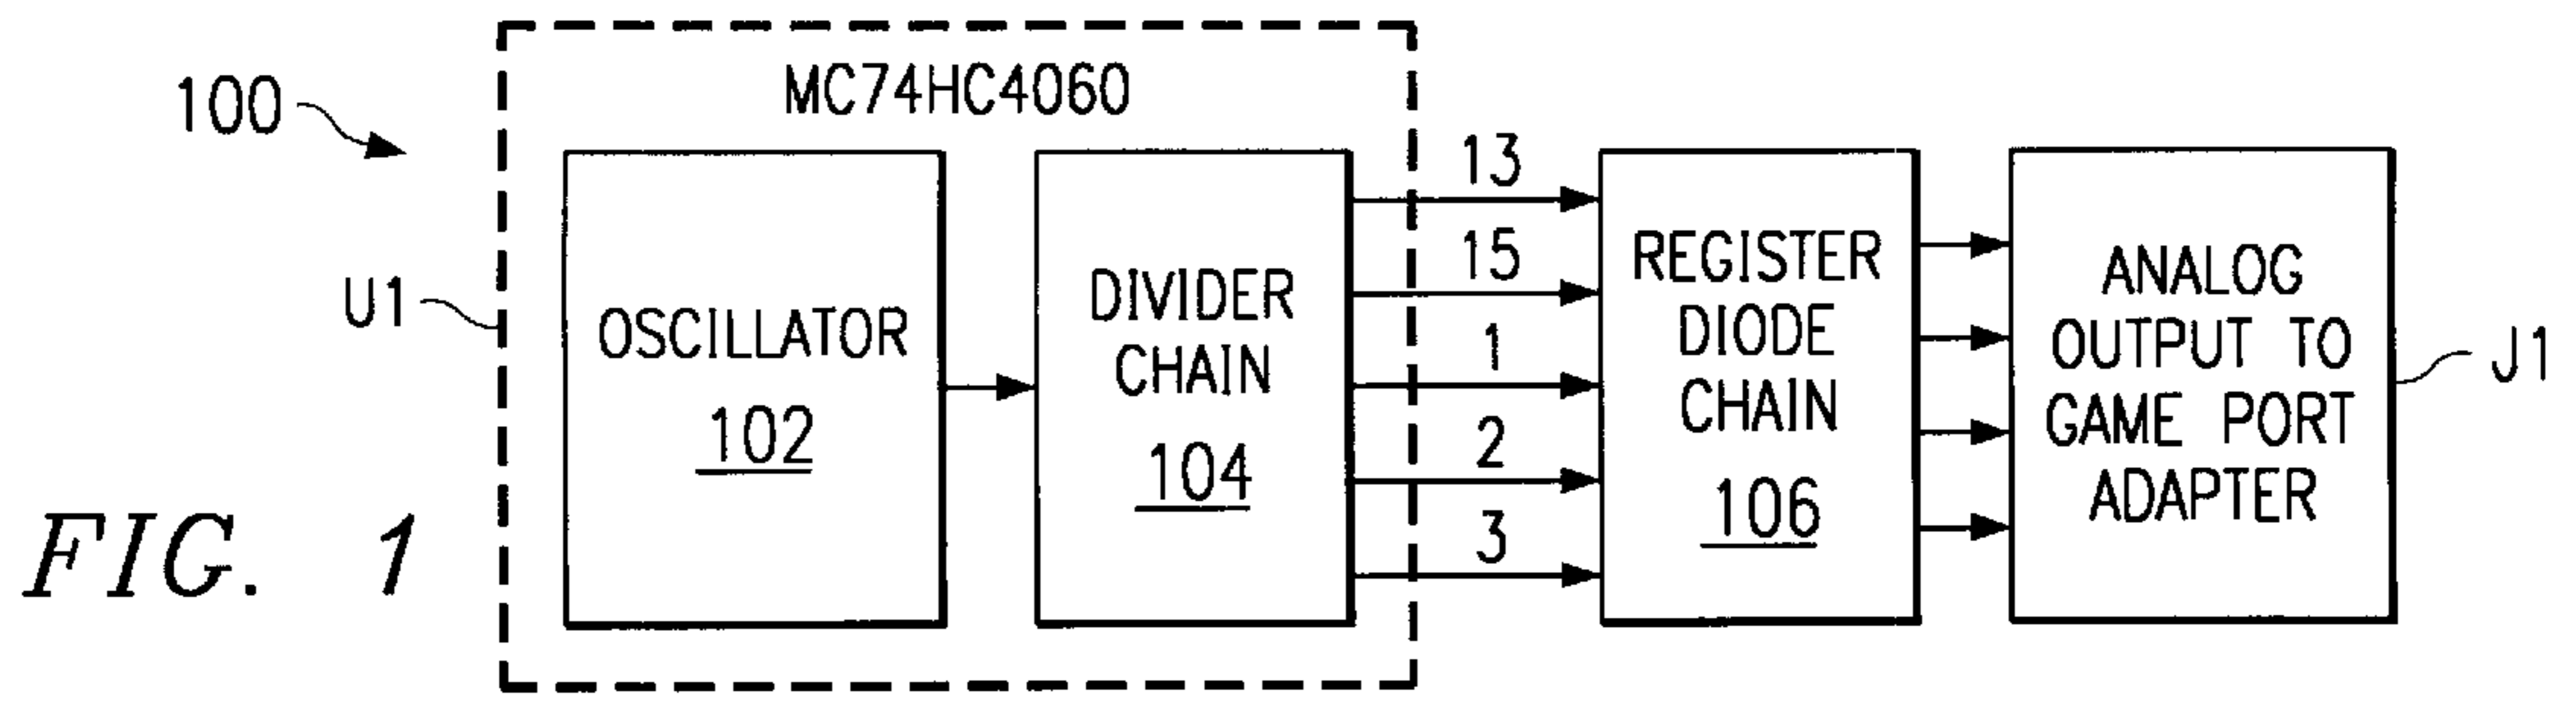 100
MC74HC4060
U1
OSCILLATOR
102
DIVIDER
CHAIN
104
13
15
1
2
3
REGISTER
DIODE
CHAIN
106
ANALOG
OUTPUT TO
GAME PORT
ADAPTER
J1
FIG. 1